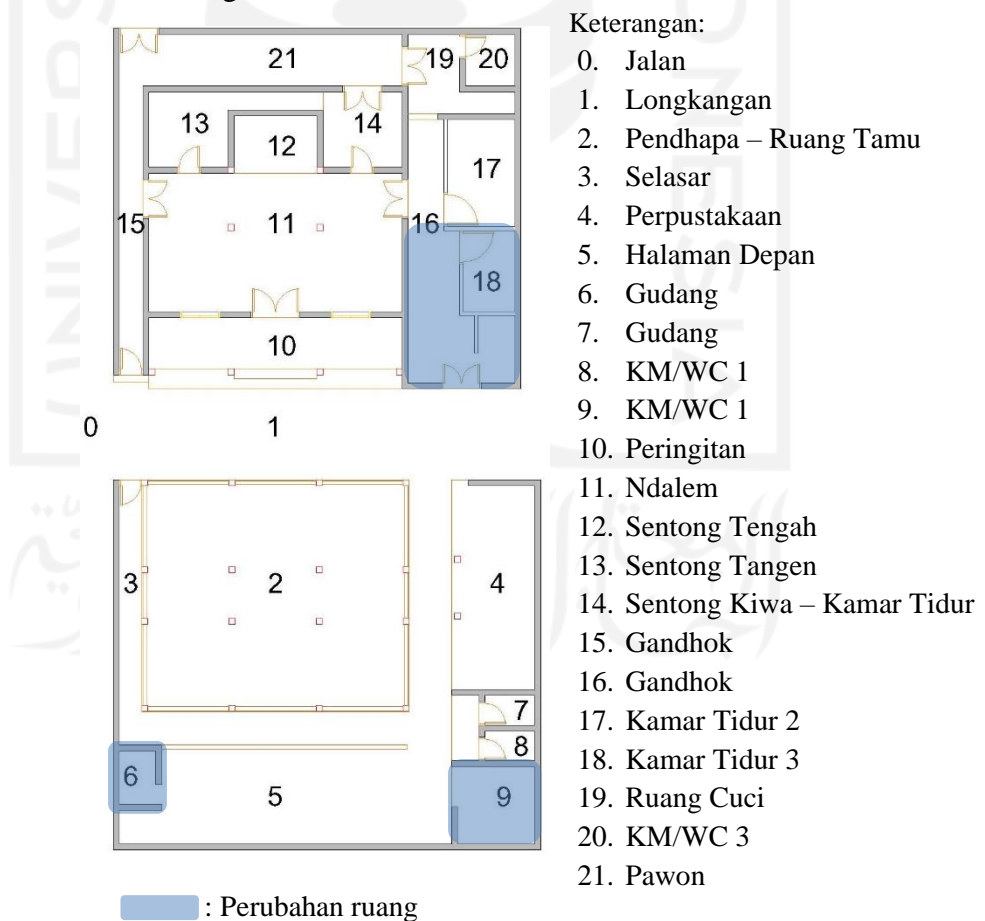 21
19
20
13
12
14
17
15
11
16
18
10
0
1
3
2
4
7
8
6
5
9
: Perubahan ruang
Keterangan:
0. Jalan
1. Longkangan
2. Pendhapa – Ruang Tamu
3. Selasar
4. Perpustakaan
5. Halaman Depan
6. Gudang
7. Gudang
8. KM/WC 1
9. KM/WC 1
10. Peringitan
11. Ndalem
12. Sentong Tengah
13. Sentong Tangen
14. Sentong Kiwa – Kamar Tidur
15. Gandhok
16. Gandhok
17. Kamar Tidur 2
18. Kamar Tidur 3
19. Ruang Cuci
20. KM/WC 3
21. Pawon